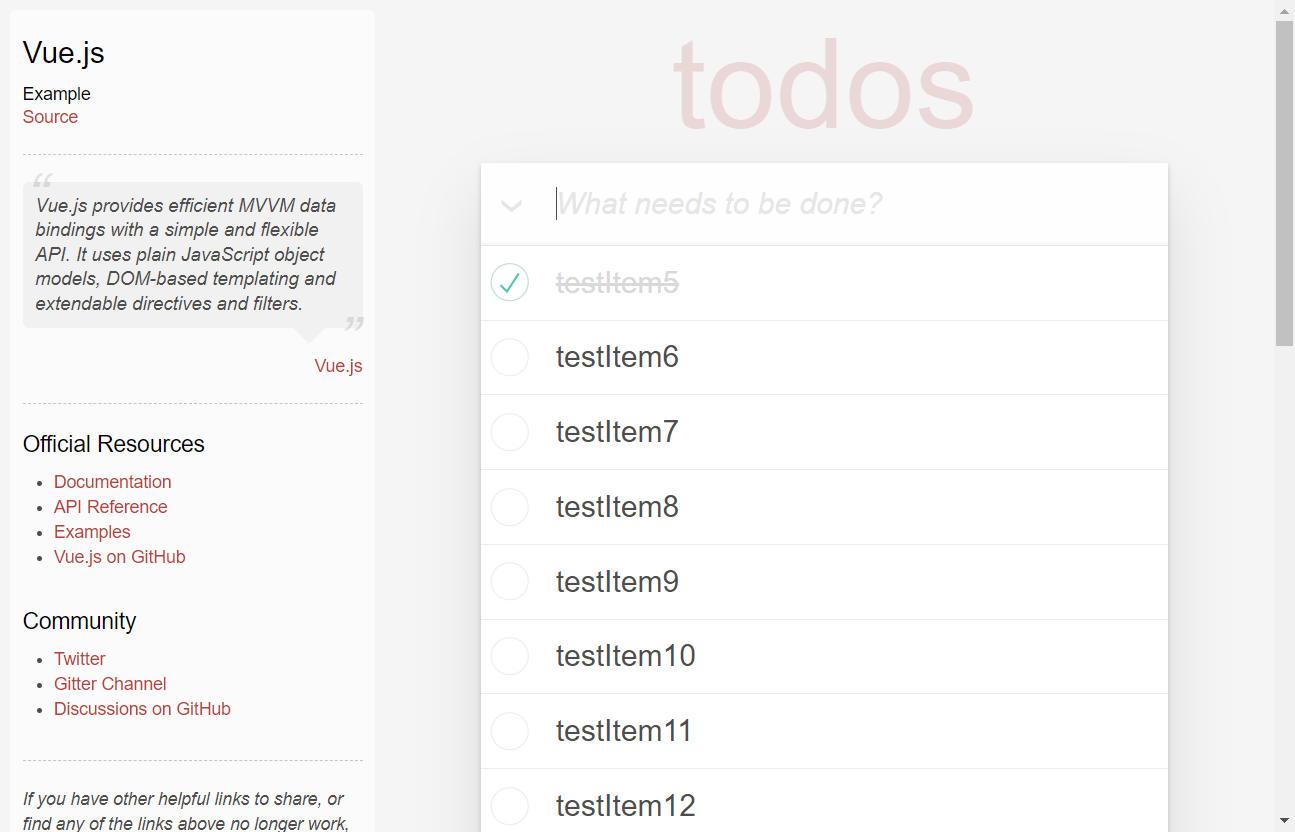 Vue.js
Example
Source
“
Vue.js provides efficient MVVM data
bindings with a simple and flexible
API. It uses plain JavaScript object
models, DOM-based templating and
extendable directives and filters.
”
Vue.js
Official Resources
Documentation
API Reference
Examples
Vue.js on GitHub
Community
Twitter
Gitter Channel
Discussions on GitHub
If you have other helpful links to share, or
find any of the links above no longer work,
todos
What needs to be done?
testItem5
testItem6
testItem7
testItem8
testItem9
testItem10
testItem11
testItem12